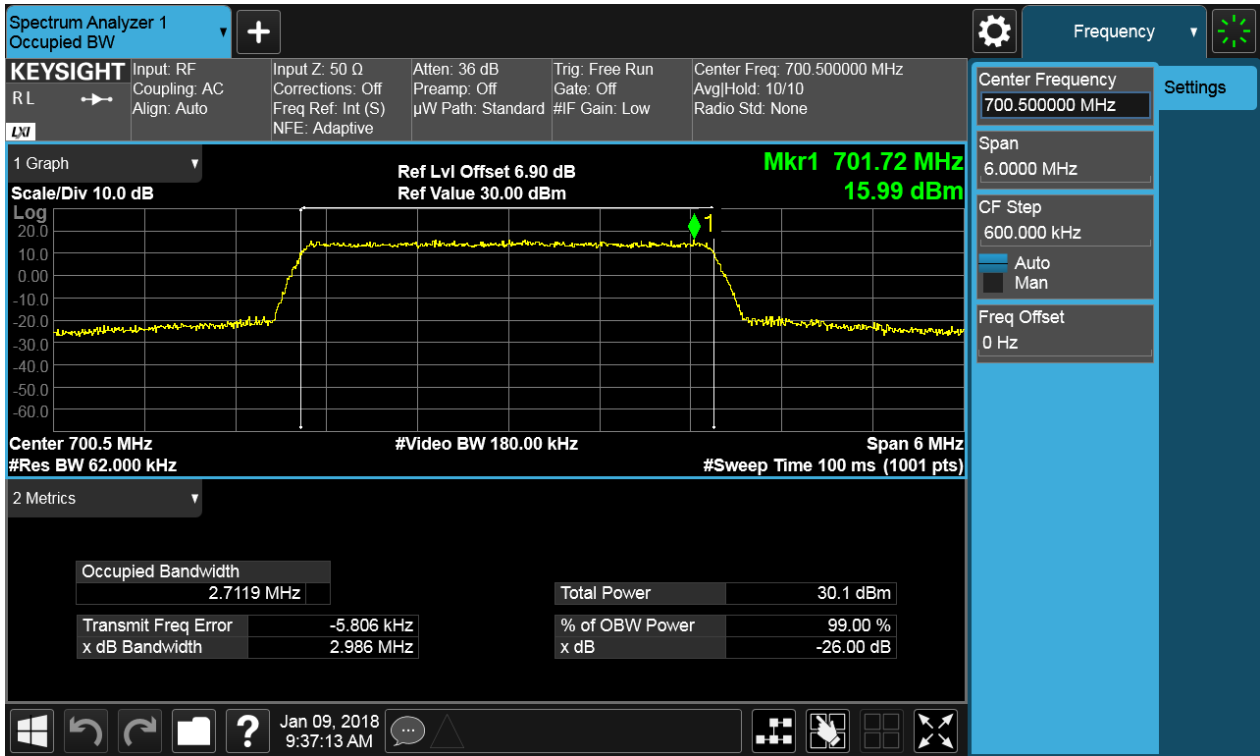 Spectrum Analyzer 1
Occupied BW
+
Frequency
KEYSIGHT
RL
LXI
Input: RF
Coupling: AC
Align: Auto
Input Z: 50 Ω
Corrections: Off
Freq Ref: Int (S)
NFE: Adaptive
Atten: 36 dB
Preamp: Off
µW Path: Standard
Trig: Free Run
Gate: Off
#IF Gain: Low
Center Freq: 700.500000 MHz
Avg|Hold: 10/10
Radio Std: None
Center Frequency
700.500000 MHz
Settings
Span
6.0000 MHz
CF Step
600.000 kHz
Auto
Man
Freq Offset
0 Hz
1 Graph
Scale/Div 10.0 dB
Ref Lvl Offset 6.90 dB
Ref Value 30.00 dBm
Mkr1 701.72 MHz
15.99 dBm
Log
20.0
10.0
0.00
-10.0
-20.0
-30.0
-40.0
-50.0
-60.0
1
Center 700.5 MHz
#Video BW 180.00 kHz
Span 6 MHz
#Res BW 62.000 kHz
#Sweep Time 100 ms (1001 pts)
2 Metrics
Occupied Bandwidth
2.7119 MHz
Total Power 30.1 dBm
Transmit Freq Error -5.806 kHz
% of OBW Power 99.00 %
x dB Bandwidth 2.986 MHz
x dB -26.00 dB
?
Jan 09, 2018
9:37:13 AM